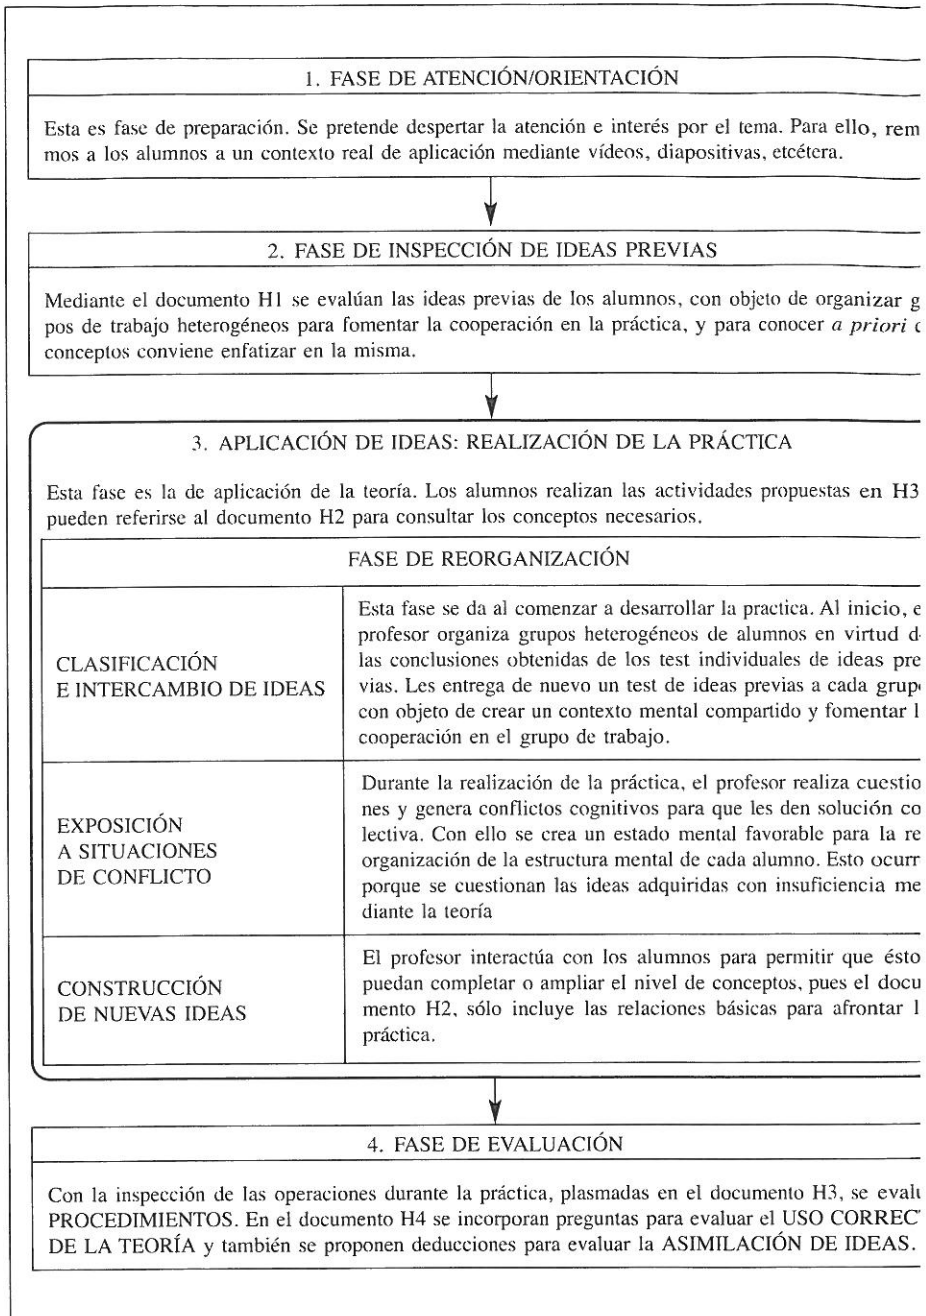 1. FASE DE ATENCIÓN/ORIENTACIÓN
Esta es fase de preparación. Se pretende despertar la atención e interés por el tema. Para ello, rem
mos a los alumnos a un contexto real de aplicación mediante vídeos, diapositivas, etcétera.
2. FASE DE INSPECCIÓN DE IDEAS PREVIAS
Mediante el documento H1 se evalúan las ideas previas de los alumnos, con objeto de organizar g
pos de trabajo heterogéneos para fomentar la cooperación en la práctica, y para conocer a priori
conceptos conviene enfatizar en la misma.
3. APLICACIÓN DE IDEAS: REALIZACIÓN DE LA PRÁCTICA
Esta fase es la de aplicación de la teoría. Los alumnos realizan las actividades propuestas en H3
pueden referirse al documento H2 para consultar los conceptos necesarios.
FASE DE REORGANIZACIÓN
CLASIFICACIÓN
E INTERCAMBIO DE IDEAS
Esta fase se da al comenzar a desarrollar la practica. Al inicio, e
profesor organiza grupos heterogéneos de alumnos en virtud d
las conclusiones obtenidas de los test individuales de ideas pre
vias. Les entrega de nuevo un test de ideas previas a cada grup
con objeto de crear un contexto mental compartido y fomentar l
cooperación en el grupo de trabajo.
EXPOSICIÓN
A SITUACIONES
DE CONFLICTO
Durante la realización de la práctica, el profesor realiza cuestio
nes y genera conflictos cognitivos para que les den solución co
lectiva. Con ello se crea un estado mental favorable para la re
organización de la estructura mental de cada alumno. Esto ocurr
porque se cuestionan las ideas adquiridas con insuficiencia me
diante la teoría
CONSTRUCCIÓN
DE NUEVAS IDEAS
El profesor interactúa con los alumnos para permitir que ésto
puedan completar o ampliar el nivel de conceptos, pues el docu
mento H2, sólo incluye las relaciones básicas para afrontar l
práctica.
4. FASE DE EVALUACIÓN
Con la inspección de las operaciones durante la práctica, plasmadas en el documento H3, se eval
PROCEDIMIENTOS. En el documento H4 se incorporan preguntas para evaluar el USO CORREC
DE LA TEORÍA y también se proponen deducciones para evaluar la ASIMILACIÓN DE IDEAS.